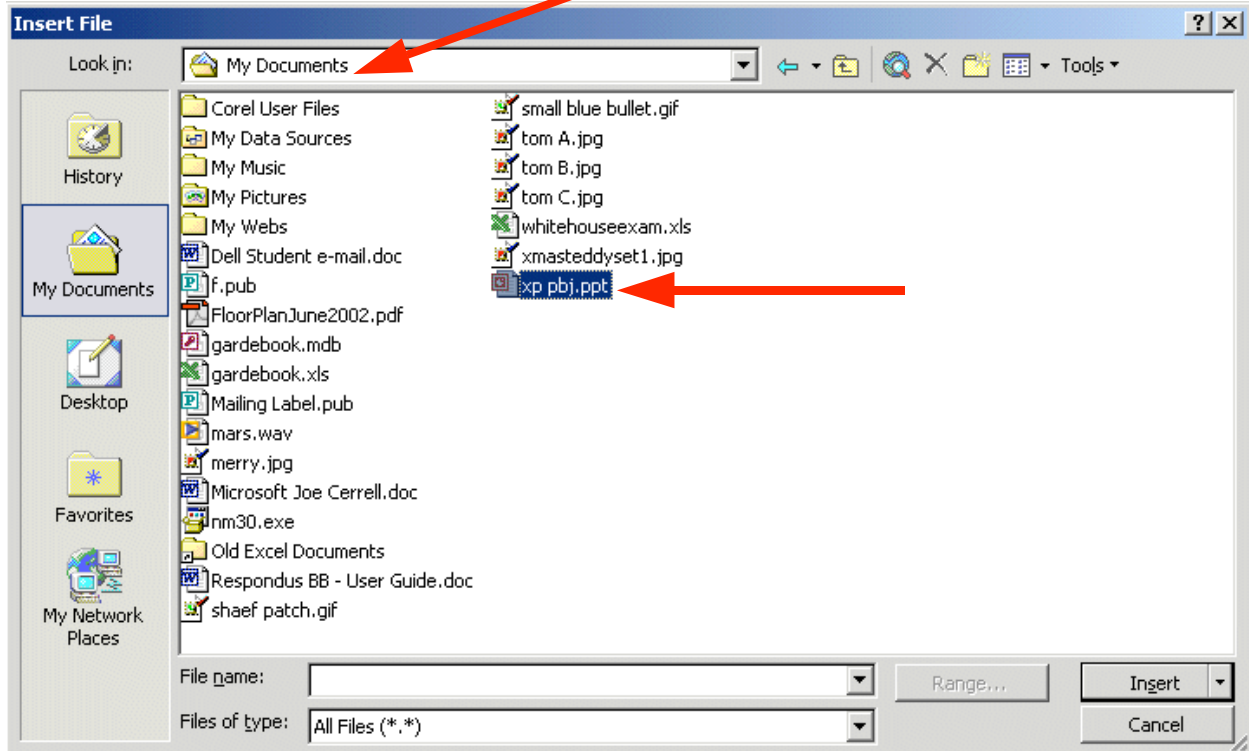 Insert File
Look in:
My Documents
Tools
History
My Documents
Desktop
Favorites
My Network
Places
Corel User Files
My Data Sources
My Music
My Pictures
My Webs
Dell Student e-mail.doc
f.pub
FloorPlanJune2002.pdf
gardebook.mdb
gardebook.xls
Mailing Label.pub
mars.wav
merry.jpg
Microsoft Joe Cerrell.doc
nm30.exe
Old Excel Documents
Respondus BB - User Guide.doc
shaef patch.gif
small blue bullet.gif
tom A.jpg
tom B.jpg
tom C.jpg
whitehouseexam.xls
xmasteddyset1.jpg
xp pbj.ppt
File name:
Range...
Insert
Files of type:
All Files (*.*)
Cancel